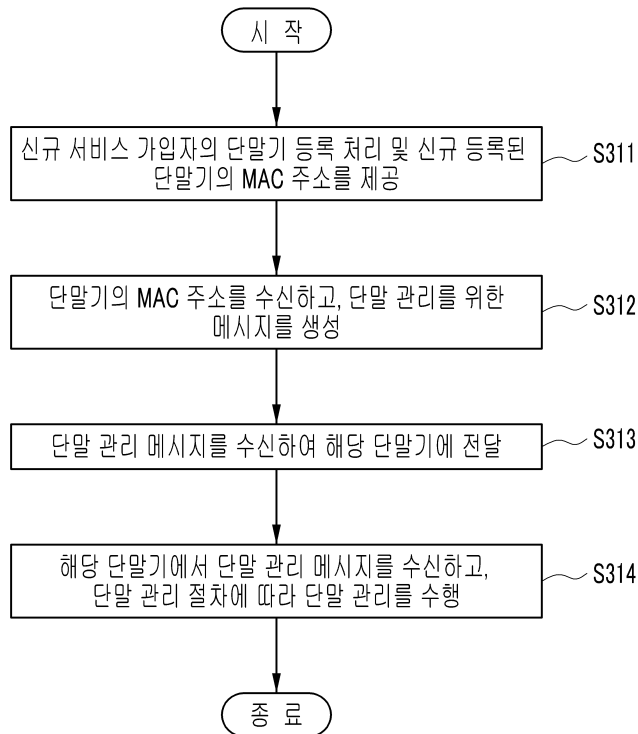 시 작
신규 서비스 가입자의 단말기 등록 처리 및 신규 등록된
단말기의 MAC 주소를 제공
S311
단말기의 MAC 주소를 수신하고, 단말 관리를 위한
메시지를 생성
S312
단말 관리 메시지를 수신하여 해당 단말기에 전달
S313
해당 단말기에서 단말 관리 메시지를 수신하고,
단말 관리 절차에 따라 단말 관리를 수행
S314
종 료